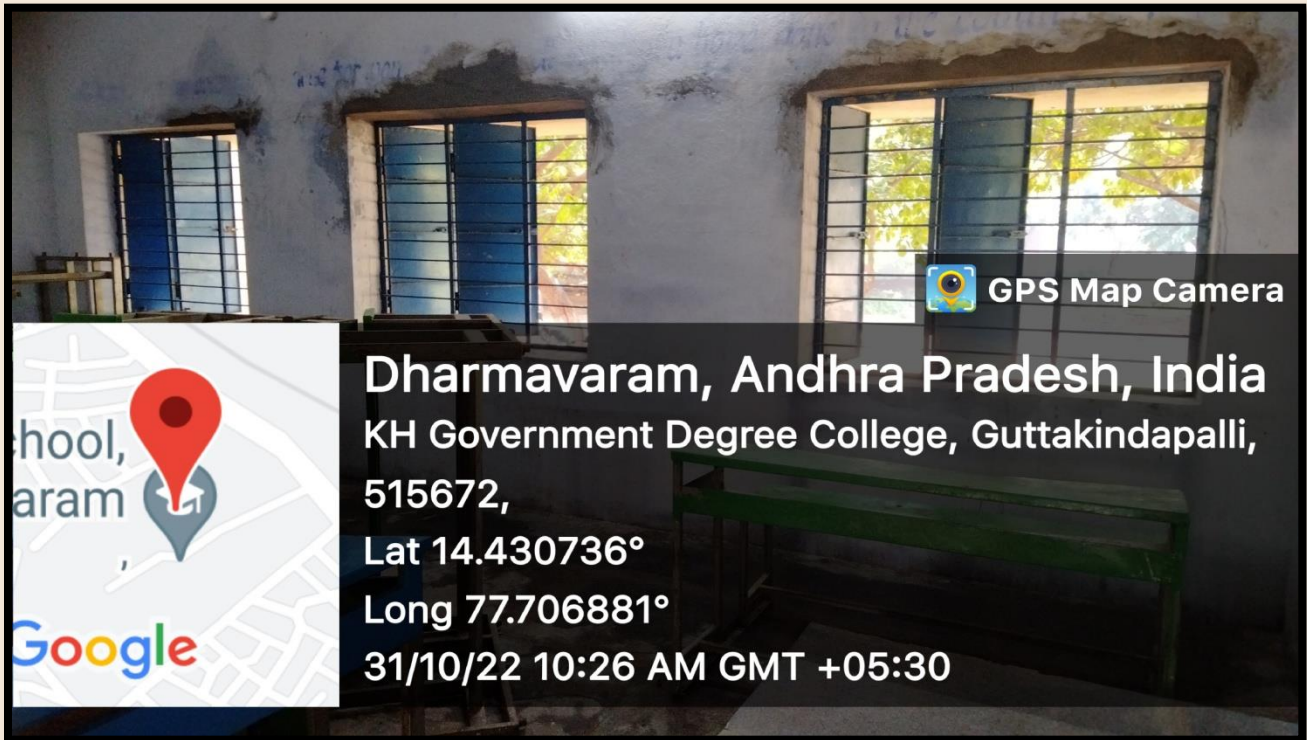 GPS Map Camera
Dharmavaram, Andhra Pradesh, India
KH Government Degree College, Guttakindapalli,
515672,
Lat 14.430736°
Long 77.706881°
31/10/22 10:26 AM GMT +05:30
hool,
aram
,
Google